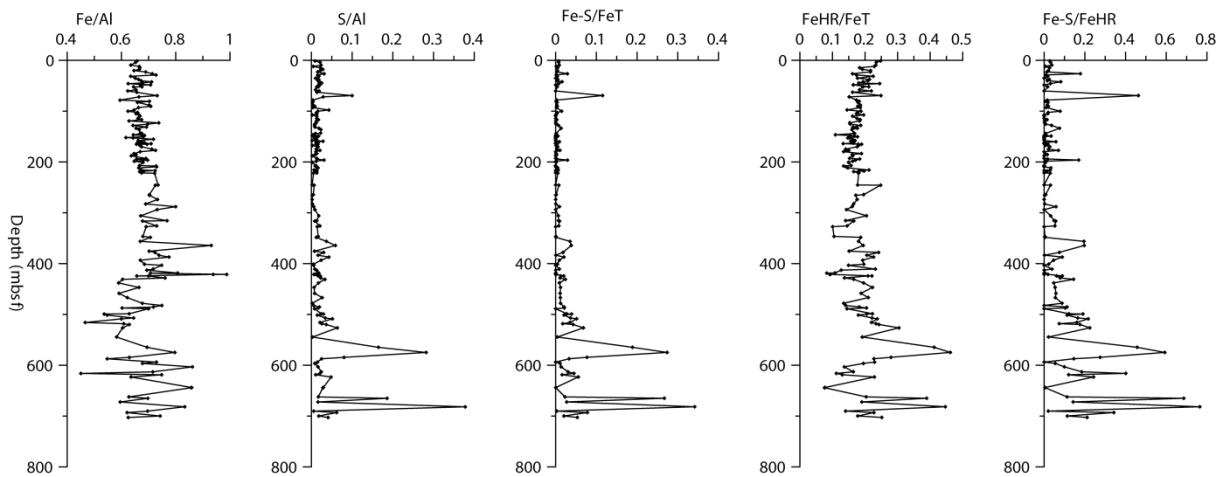 Fe/Al S/Al Fe-S/FeT FeHR/FeT Fe-S/FeHR
0.4 0.6 0.8 1 0 0.1 0.2 0.3 0.4 0 0.1 0.2 0.3 0.4 0 0.1 0.2 0.3 0.4 0.5 0 0.2 0.4 0.6 0.8
0 0 0 0 0
200 200 200 200 200
400 400 400 400 400
600 600 600 600 600
800 800 800 800 800
Depth (mbsf)